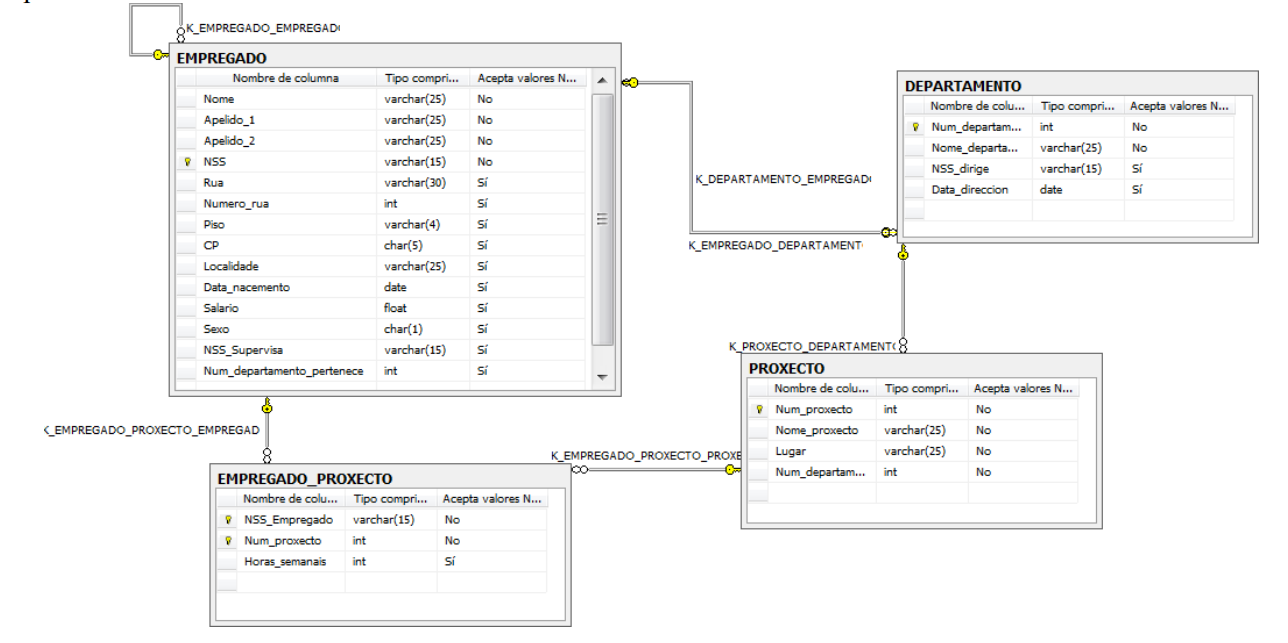 K_EMPREGADO_EMPREGAD
EMPREGADO
Nombre de columna Tipo compri... Acepta valores N...
Nome varchar(25) No
Apelido_1 varchar(25) No
Apelido_2 varchar(25) No
NSS varchar(15) No
Rua varchar(30) Sí
Numero_rua int Sí
Piso varchar(4) Sí
CP char(5) Sí
Localidade varchar(25) Sí
Data_nacemento date Sí
Salario float Sí
Sexo char(1) Sí
NSS_Supervisa varchar(15) Sí
Num_departamento_pertenece int Sí
DEPARTAMENTO
Nombre de colu... Tipo compri... Acepta valores N...
Num_departam... int No
Nome_departa... varchar(25) No
NSS_dirige varchar(15) Sí
Data_direccion date Sí
K_DEPARTAMENTO_EMPREGAD
K_EMPREGADO_DEPARTAMENT
K_PROXECTO_DEPARTAMENT
PROXECTO
Nombre de colu... Tipo compri... Acepta valores N...
Num_proxecto int No
Nome_proxecto varchar(25) No
Lugar varchar(25) No
Num_departam... int No
K_EMPREGADO_PROXECTO_EMPREGAD
K_EMPREGADO_PROXECTO_PROXE
EMPREGADO_PROXECTO
Nombre de colu... Tipo compri... Acepta valores N...
NSS_Empregado varchar(15) No
Num_proxecto int No
Horas_semanais int Sí